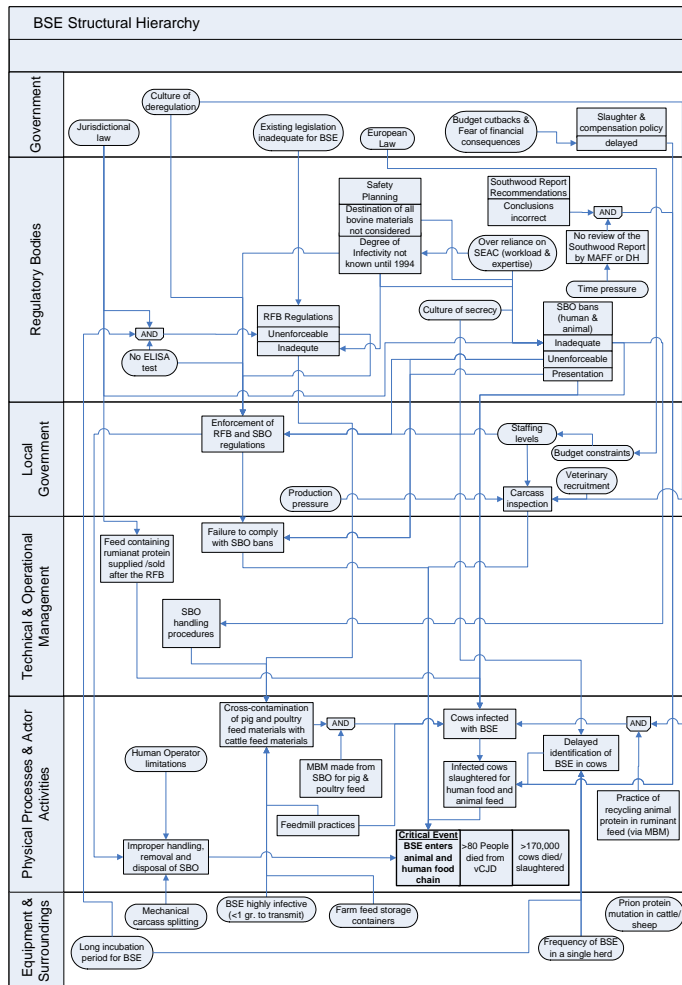 BSE Structural Hierarchy
Government
Culture of
deregulation
Jurisdictional
law
Existing legislation
inadequate for BSE
European
Law
Budget cutbacks &
Fear of financial
consequences
Slaughter &
compensation policy
delayed
Regulatory Bodies
Safety
Planning
Destination of all
bovine materials
not considered
Degree of
Infectivity not
known until 1994
Southwood Report
Recommendations
Conclusions
incorrect
AND
No review of the
Southwood Report
by MAFF or DH
Time pressure
Over reliance on
SEAC (workload &
expertise)
Culture of secrecy
RFB Regulations
Unenforceable
Inadequte
AND
No ELISA
test
SBO bans
(human &
animal)
Inadequate
Unenforceable
Presentation
Local
Government
Enforcement of
RFB and SBO
regulations
Staffing
levels
Budget constraints
Veterinary
recruitment
Production
pressure
Carcass
inspection
Technical & Operational
Management
Feed containing
rumianat protein
supplied /sold
after the RFB
Failure to comply
with SBO bans
SBO
handling
procedures
Physical Processes & Actor
Activities
Cross-contamination
of pig and poultry
feed materials with
cattle feed materials
AND
Cows infected
with BSE
AND
Human Operator
limitations
MBM made from
SBO for pig &
poultry feed
Infected cows
slaughtered for
human food and
animal feed
Delayed
identification of
BSE in cows
Practice of
recycling animal
protein in ruminant
feed (via MBM)
Feedmill practices
Improper handling,
removal and
disposal of SBO
Critical Event
BSE enters
animal and
human food
chain
>80 People
died from
vCJD
>170,000
cows died/
slaughtered
Equipment &
Surroundings
Mechanical
carcass splitting
BSE highly infective
(<1 gr. to transmit)
Farm feed storage
containers
Prion protein
mutation in cattle/
sheep
Long incubation
period for BSE
Frequency of BSE
in a single herd